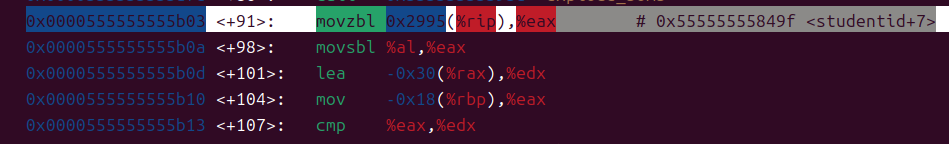 0x0000555555555b03 <+91>: movzbl 0x2995(%rip),%eax # 0x55555555849f <studentid+7>
0x0000555555555b0a <+98>: movsbl %al,%eax
0x0000555555555b0d <+101>: lea -0x30(%rax),%edx
0x0000555555555b10 <+104>: mov -0x18(%rbp),%eax
0x0000555555555b13 <+107>: cmp %eax,%edx